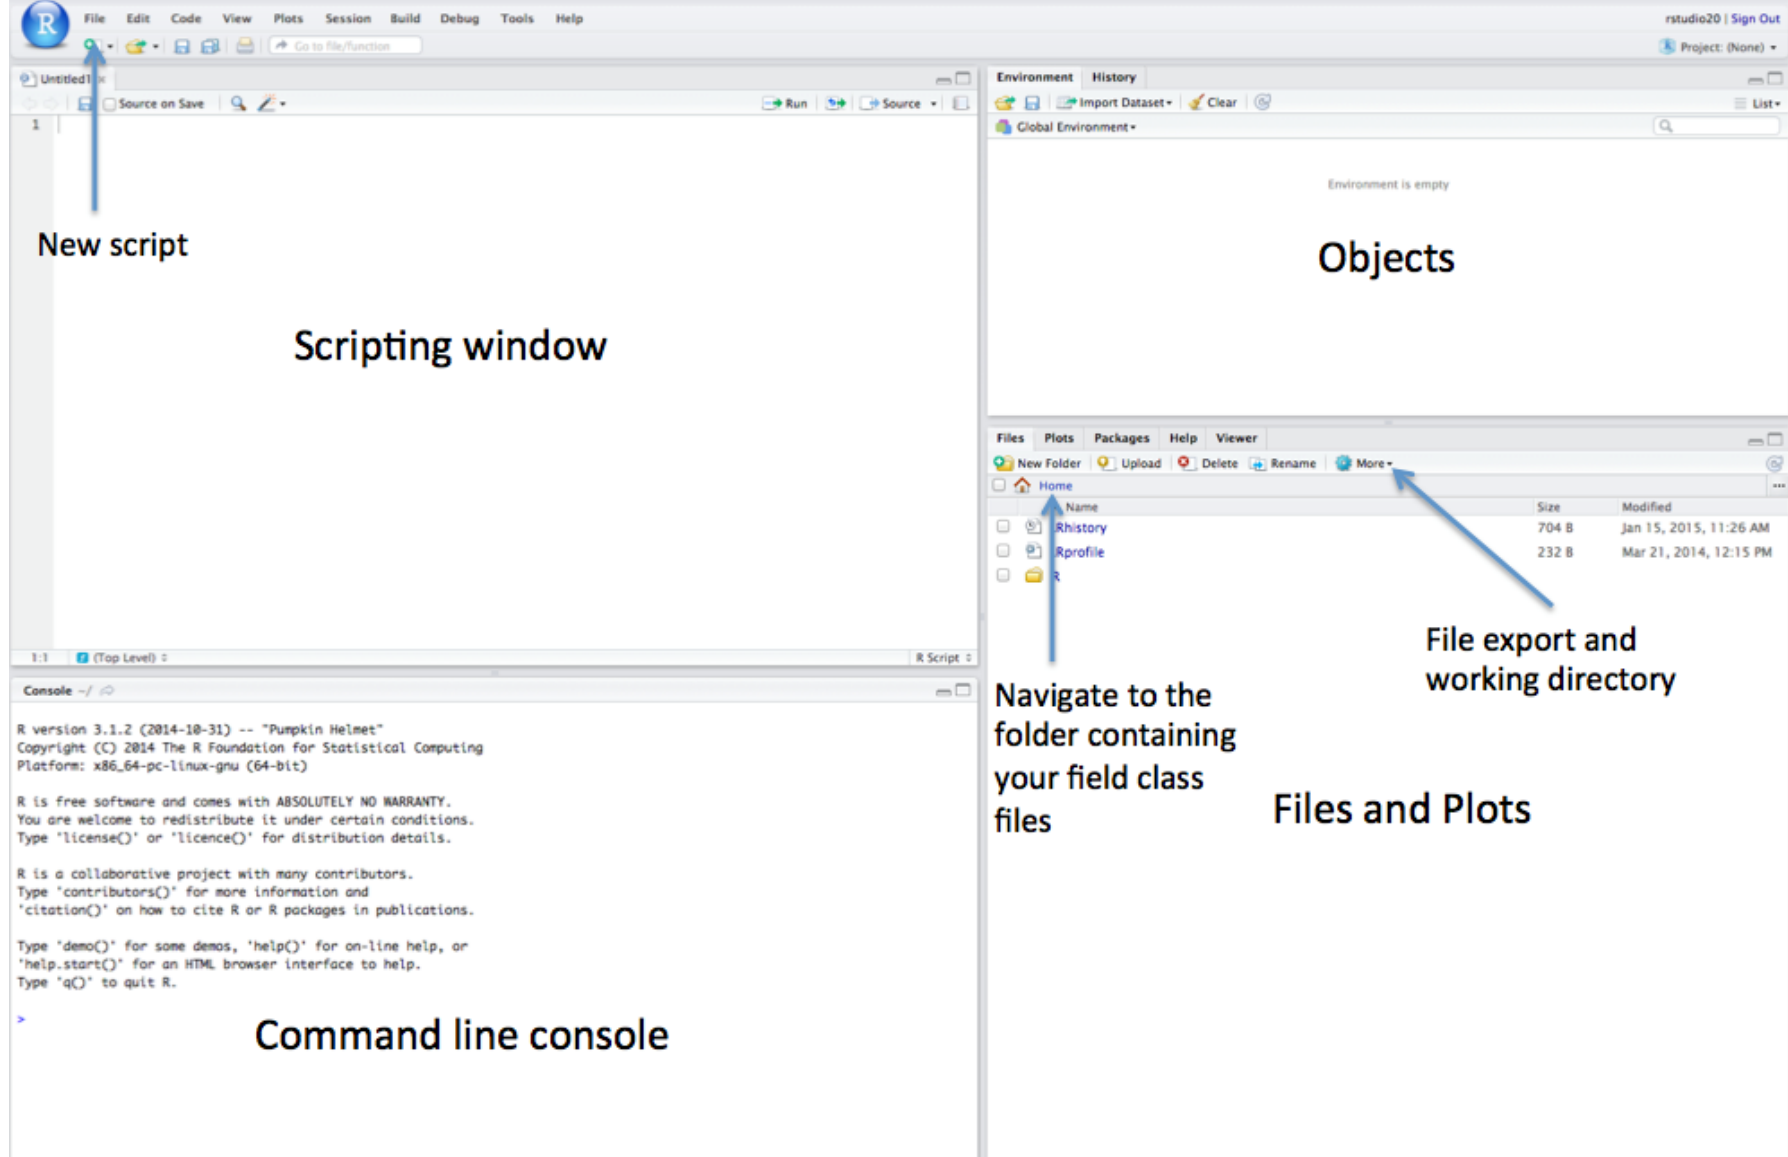 File Edit Code View Plots Session Build Debug Tools Help
rstudio20 | Sign Out
Go to file/function
Project: (None)
Untitled1
Source on Save
Run
Source
1
New script
Scripting window
1:1 (Top Level)
R Script
Environment History
Import Dataset
Clear
List
Global Environment
Environment is empty
Objects
Files Plots Packages Help Viewer
New Folder Upload Delete Rename More
Home
Name Size Modified
Rhistory 704 B Jan 15, 2015, 11:26 AM
Rprofile 232 B Mar 21, 2014, 12:15 PM
R
File export and
working directory
Navigate to the
folder containing
your field class
files
Files and Plots
Console ~/
R version 3.1.2 (2014-10-31) -- "Pumpkin Helmet"
Copyright (C) 2014 The R Foundation for Statistical Computing
Platform: x86_64-pc-linux-gnu (64-bit)
R is free software and comes with ABSOLUTELY NO WARRANTY.
You are welcome to redistribute it under certain conditions.
Type 'license()' or 'licence()' for distribution details.
R is a collaborative project with many contributors.
Type 'contributors()' for more information and
'citation()' on how to cite R or R packages in publications.
Type 'demo()' for some demos, 'help()' for on-line help, or
'help.start()' for an HTML browser interface to help.
Type 'q()' to quit R.
>
Command line console